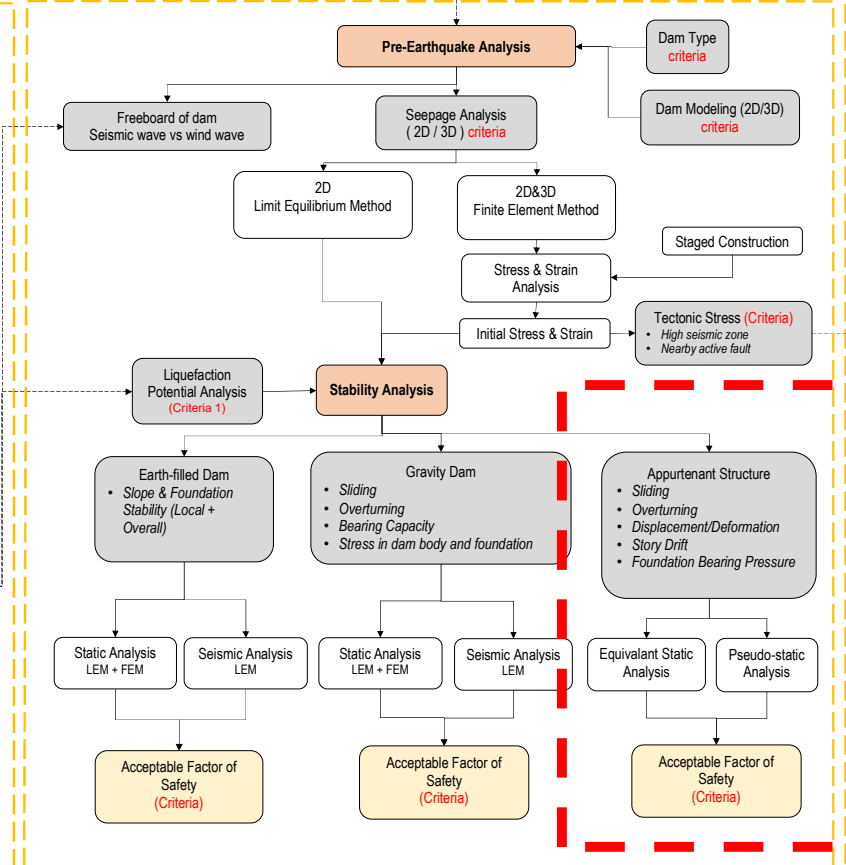 Pre-Earthquake Analysis
Dam Type
criteria
Freeboard of dam
Seismic wave vs wind wave
Seepage Analysis
( 2D / 3D ) criteria
Dam Modeling (2D/3D)
criteria
2D
Limit Equilibrium Method
2D&3D
Finite Element Method
Staged Construction
Stress & Strain
Analysis
Initial Stress & Strain
Tectonic Stress (Criteria)
• High seismic zone
• Nearby active fault
Liquefaction
Potential Analysis
(Criteria 1)
Stability Analysis
Earth-filled Dam
• Slope & Foundation
Stability (Local +
Overall)
Gravity Dam
• Sliding
• Overturning
• Bearing Capacity
• Stress in dam body and foundation
Appurtenant Structure
• Sliding
• Overturning
• Displacement/Deformation
• Story Drift
• Foundation Bearing Pressure
Static Analysis
LEM + FEM
Seismic Analysis
LEM
Static Analysis
LEM + FEM
Seismic Analysis
LEM
Equivalant Static
Analysis
Pseudo-static
Analysis
Acceptable Factor of
Safety
(Criteria)
Acceptable Factor of
Safety
(Criteria)
Acceptable Factor of
Safety
(Criteria)